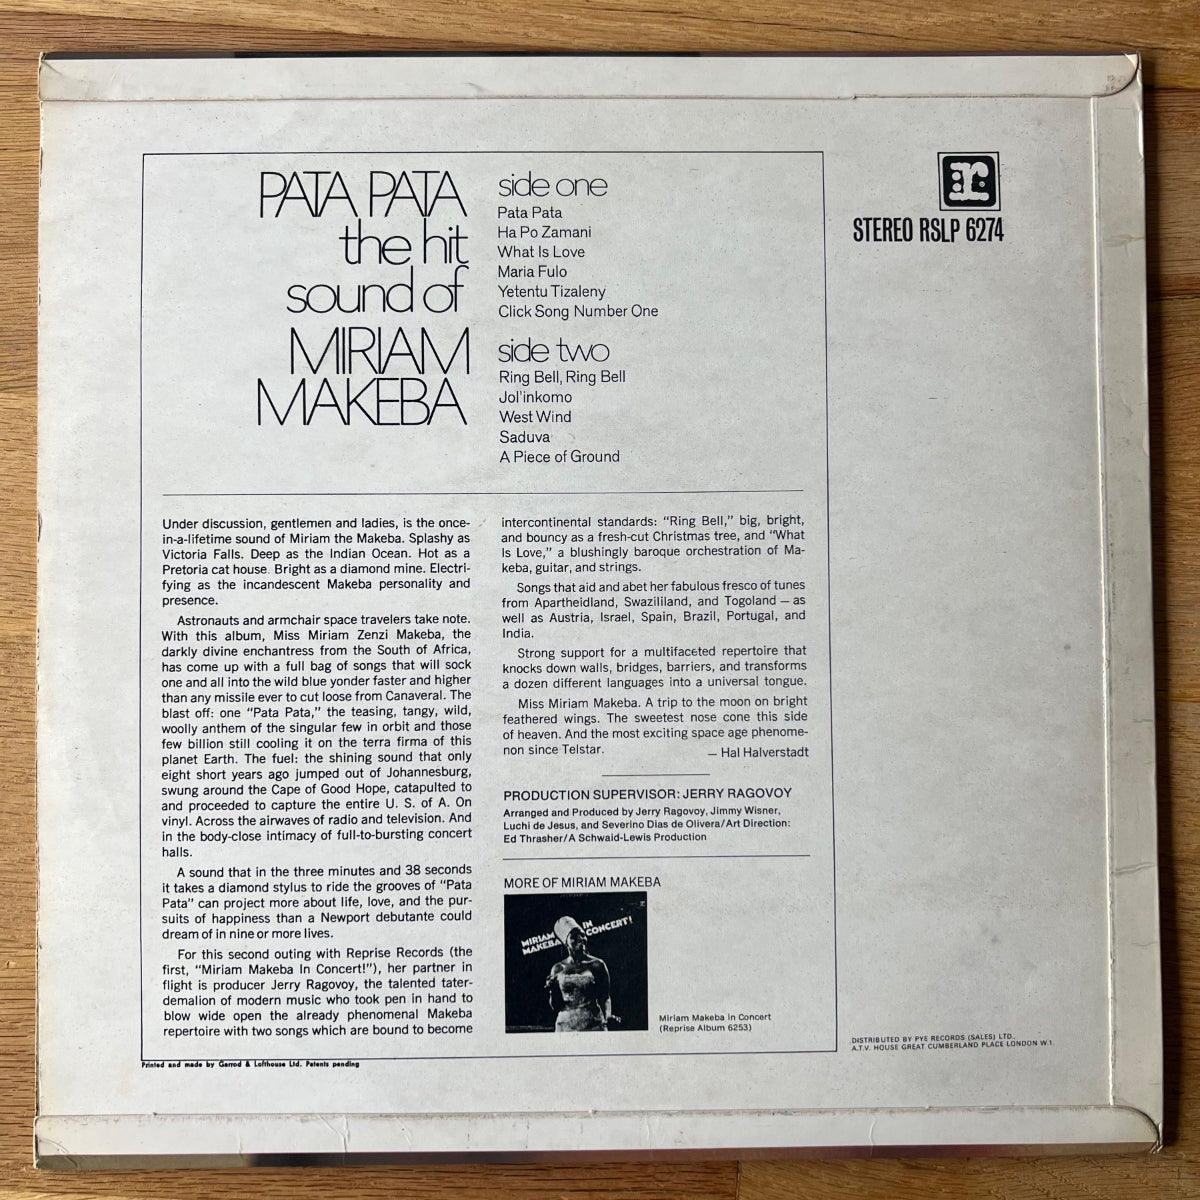 PATA PATA
the hit
sound of
MIRIAM
MAKEBA
side one
Pata Pata
Ha Po Zamani
What Is Love
Maria Fulo
Yetentu Tizaleny
Click Song Number One
side two
Ring Bell, Ring Bell
Jol'inkomo
West Wind
Saduva
A Piece of Ground
r:
STEREO RSLP 6274
Under discussion, gentlemen and ladies, is the once-
in-a-lifetime sound of Miriam the Makeba. Splashy as
Victoria Falls. Deep as the Indian Ocean. Hot as a
Pretoria cat house. Bright as a diamond mine. Electri-
fying as the incandescent Makeba personality and
presence.
Astronauts and armchair space travelers take note.
With this album, Miss Miriam Zenzi Makeba, the
darkly divine enchantress from the South of Africa,
has come up with a full bag of songs that will sock
one and all into the wild blue yonder faster and higher
than any missile ever to cut loose from Canaveral. The
blast off: one "Pata Pata," the teasing, tangy, wild,
woolly anthem of the singular few in orbit and those
few billion still cooling it on the terra firma of this
planet Earth. The fuel: the shining sound that only
eight short years ago jumped out of Johannesburg,
swung around the Cape of Good Hope, catapulted to
and proceeded to capture the entire U. S. of A. On
vinyl. Across the airwaves of radio and television. And
in the body-close intimacy of full-to-bursting concert
halls.
A sound that in the three minutes and 38 seconds
it takes a diamond stylus to ride the grooves of "Pata
Pata" can project more about life, love, and the pur-
suits of happiness than a Newport debutante could
dream of in nine or more lives.
For this second outing with Reprise Records (the
first, "Miriam Makeba In Concert!"), her partner in
flight is producer Jerry Ragovoy, the talented tater-
demalion of modern music who took pen in hand to
blow wide open the already phenomenal Makeba
repertoire with two songs which are bound to become
intercontinental standards: "Ring Bell," big, bright,
and bouncy as a fresh-cut Christmas tree, and "What
Is Love," a blushingly baroque orchestration of Ma-
keba, guitar, and strings.
Songs that aid and abet her fabulous fresco of tunes
from Apartheidland, Swazililand, and Togoland — as
well as Austria, Israel, Spain, Brazil, Portugal, and
India.
Strong support for a multifaceted repertoire that
knocks down walls, bridges, barriers, and transforms
a dozen different languages into a universal tongue.
Miss Miriam Makeba. A trip to the moon on bright
feathered wings. The sweetest nose cone this side
of heaven. And the most exciting space age phenome-
non since Telstar.
— Hal Halverstadt
PRODUCTION SUPERVISOR: JERRY RAGOVOY
Arranged and Produced by Jerry Ragovoy, Jimmy Wisner,
Luchi de Jesus, and Severino Dias de Olivera/Art Direction:
Ed Thrasher/A Schwaid-Lewis Production
MORE OF MIRIAM MAKEBA
MIRIAM
MAKEBA
IN
CONCERT!
Miriam Makeba in Concert
(Reprise Album 6253)
DISTRIBUTED BY PYE RECORDS (SALES) LTD.,
A.T.V. HOUSE GREAT CUMBERLAND PLACE LONDON W.1.
Printed and made by Garrod & Lofthouse Ltd. Patents pending